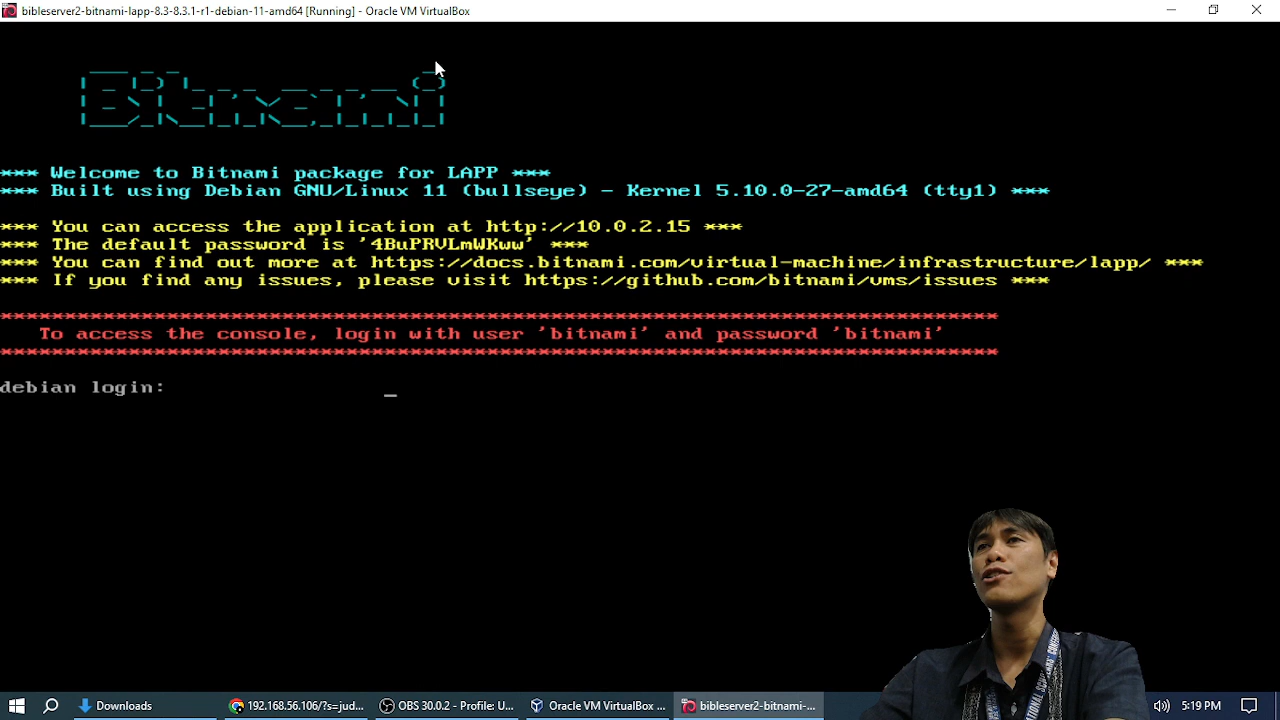 bibleserver2-bitnami-lapp-8.3-8.3.1-r1-debian-11-amd64 [Running] - Oracle VM VirtualBox
Bitnami
*** Welcome to Bitnami package for LAPP ***
*** Built using Debian GNU/Linux 11 (bullseye) - Kernel 5.10.0-27-amd64 (tty1) ***
*** You can access the application at http://10.0.2.15 ***
*** The default password is '4BuPRVLmWKww' ***
*** You can find out more at https://docs.bitnami.com/virtual-machine/infrastructure/lapp/ ***
*** If you find any issues, please visit https://github.com/bitnami/vms/issues ***
******************************************************************************
To access the console, login with user 'bitnami' and password 'bitnami'
******************************************************************************
debian login: _
Downloads
192.168.56.106/?s=jud...
OBS 30.0.2 - Profile: U...
Oracle VM VirtualBox ...
bibleserver2-bitnami-...
5:19 PM